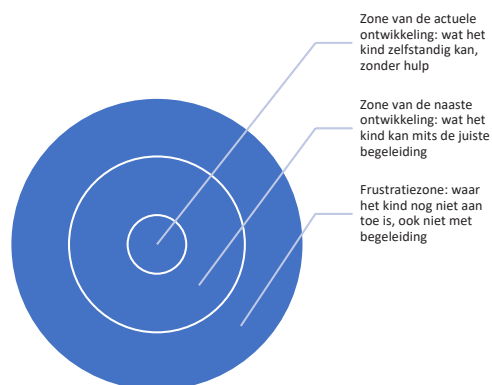 Zone van de actuele
ontwikkeling: wat het
kind zelfstandig kan,
zonder hulp
Zone van de naaste
ontwikkeling: wat het
kind kan mits de juiste
begeleiding
Frustratiezone: waar
het kind nog niet aan
toe is, ook niet met
begeleiding